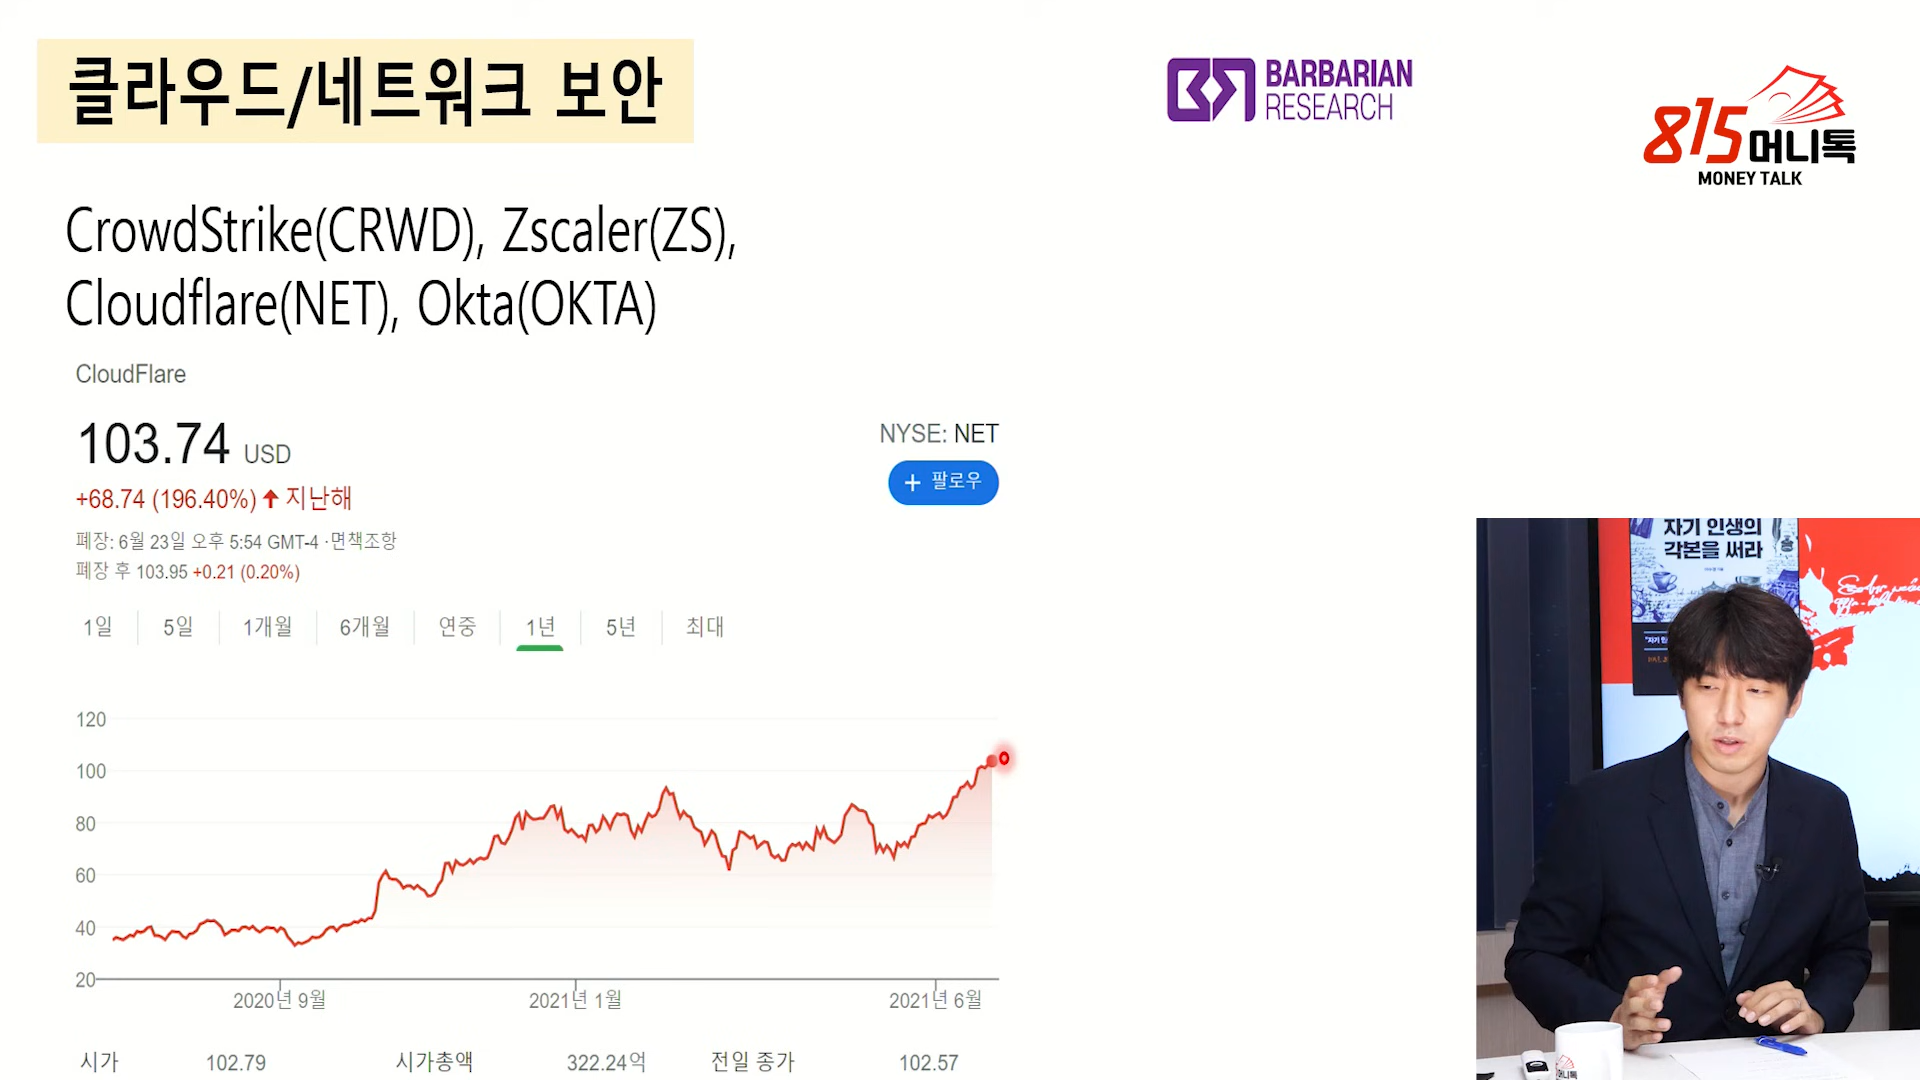 클라우드/네트워크 보안
BARBARIAN
RESEARCH
815머니톡
MONEY TALK
CrowdStrike(CRWD), Zscaler(ZS),
Cloudflare(NET), Okta(OKTA)
CloudFlare
103.74 USD
NYSE: NET
+ 팔로우
+68.74 (196.40%) ↑ 지난해
폐장: 6월 23일 오후 5:54 GMT-4 ·면책조항
폐장 후 103.95 +0.21 (0.20%)
1일 5일 1개월 6개월 연중 1년 5년 최대
120
100
80
60
40
20
2020년 9월 2021년 1월 2021년 6월
시가 102.79 시가총액 322.24억 전일 종가 102.57
자기 인생의
각본을 써라
머니톡